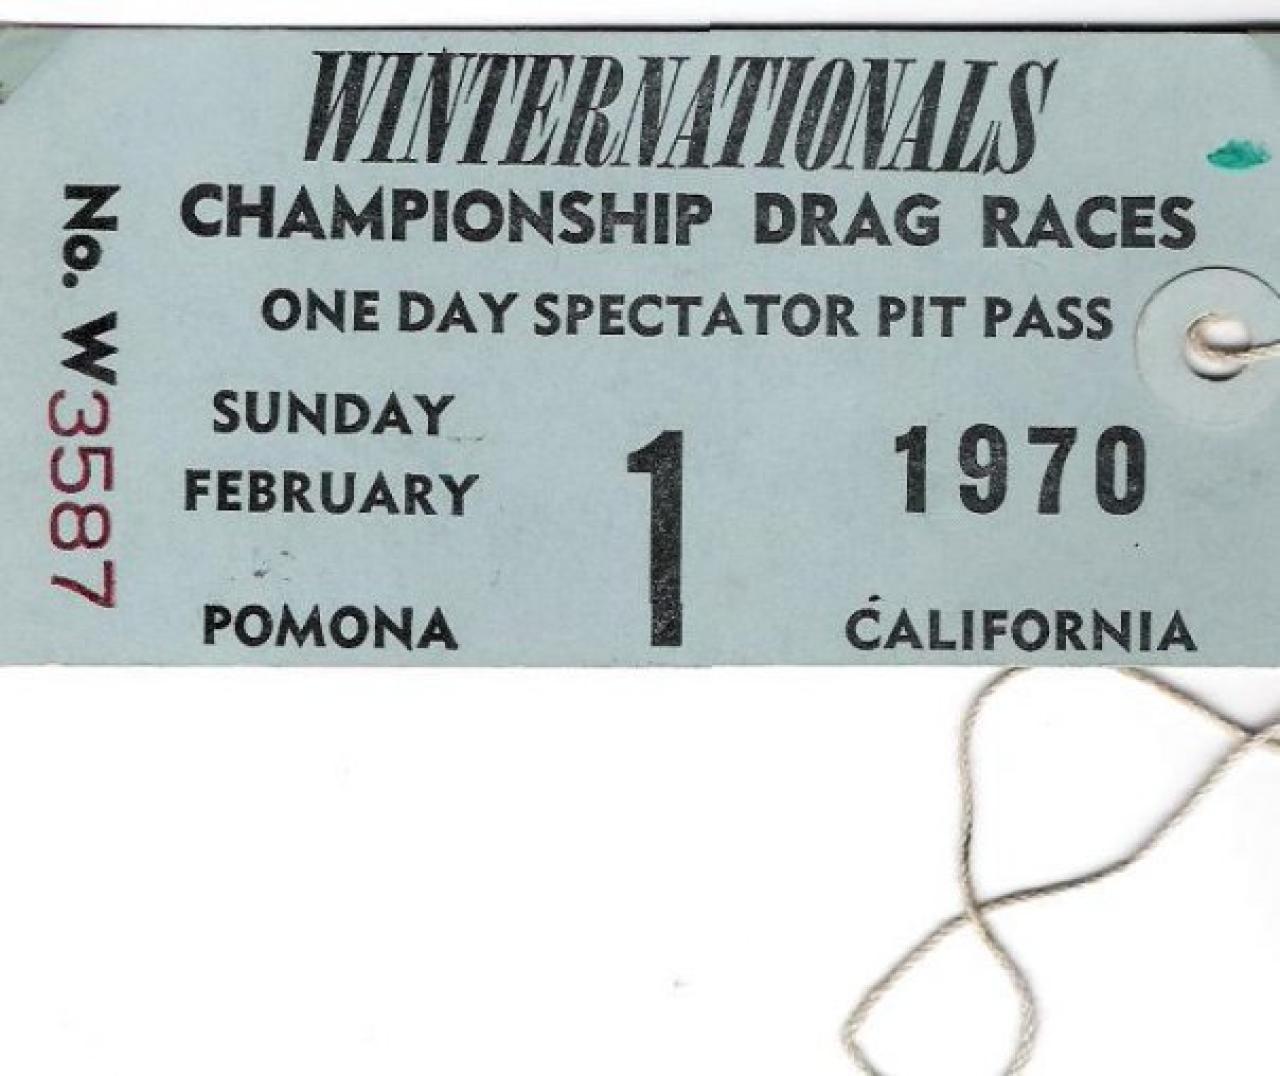 WINTERNATIONALS
CHAMPIONSHIP DRAG RACES
ONE DAY SPECTATOR PIT PASS
SUNDAY
FEBRUARY 1 1970
POMONA CALIFORNIA
No. W3587